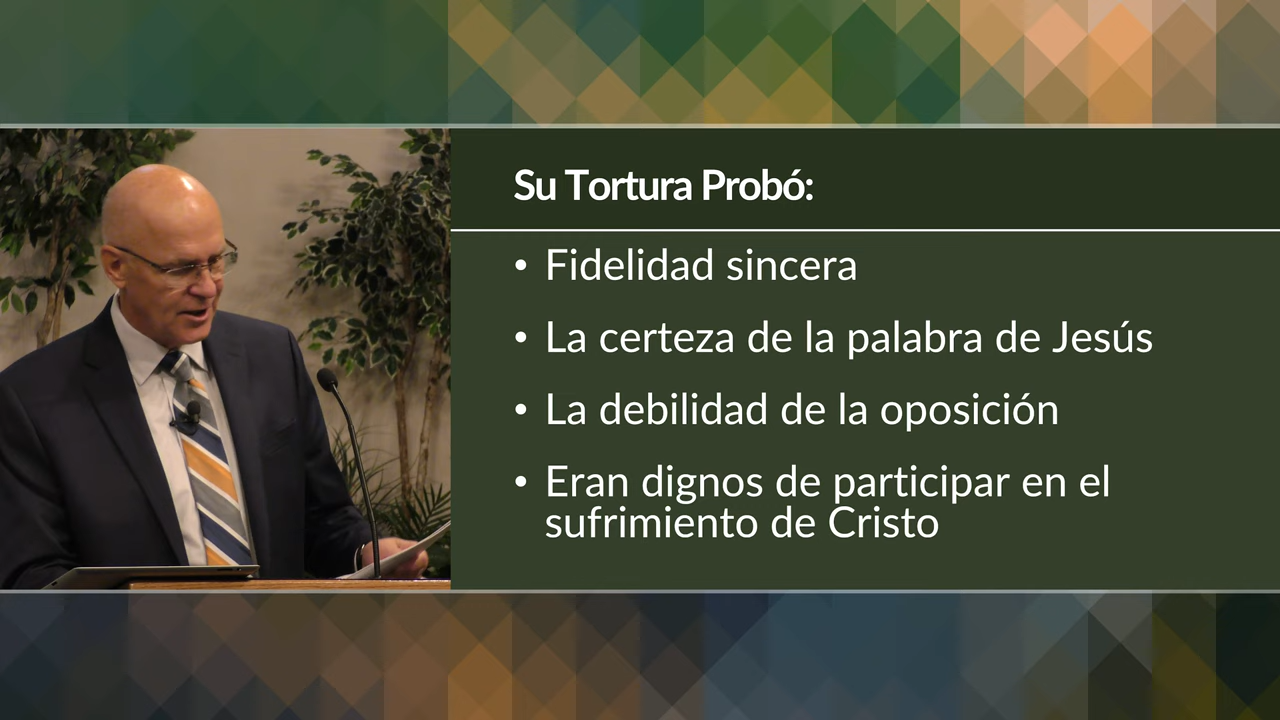 Su Tortura Probó:
• Fidelidad sincera
• La certeza de la palabra de Jesús
• La debilidad de la oposición
• Eran dignos de participar en el
sufrimiento de Cristo